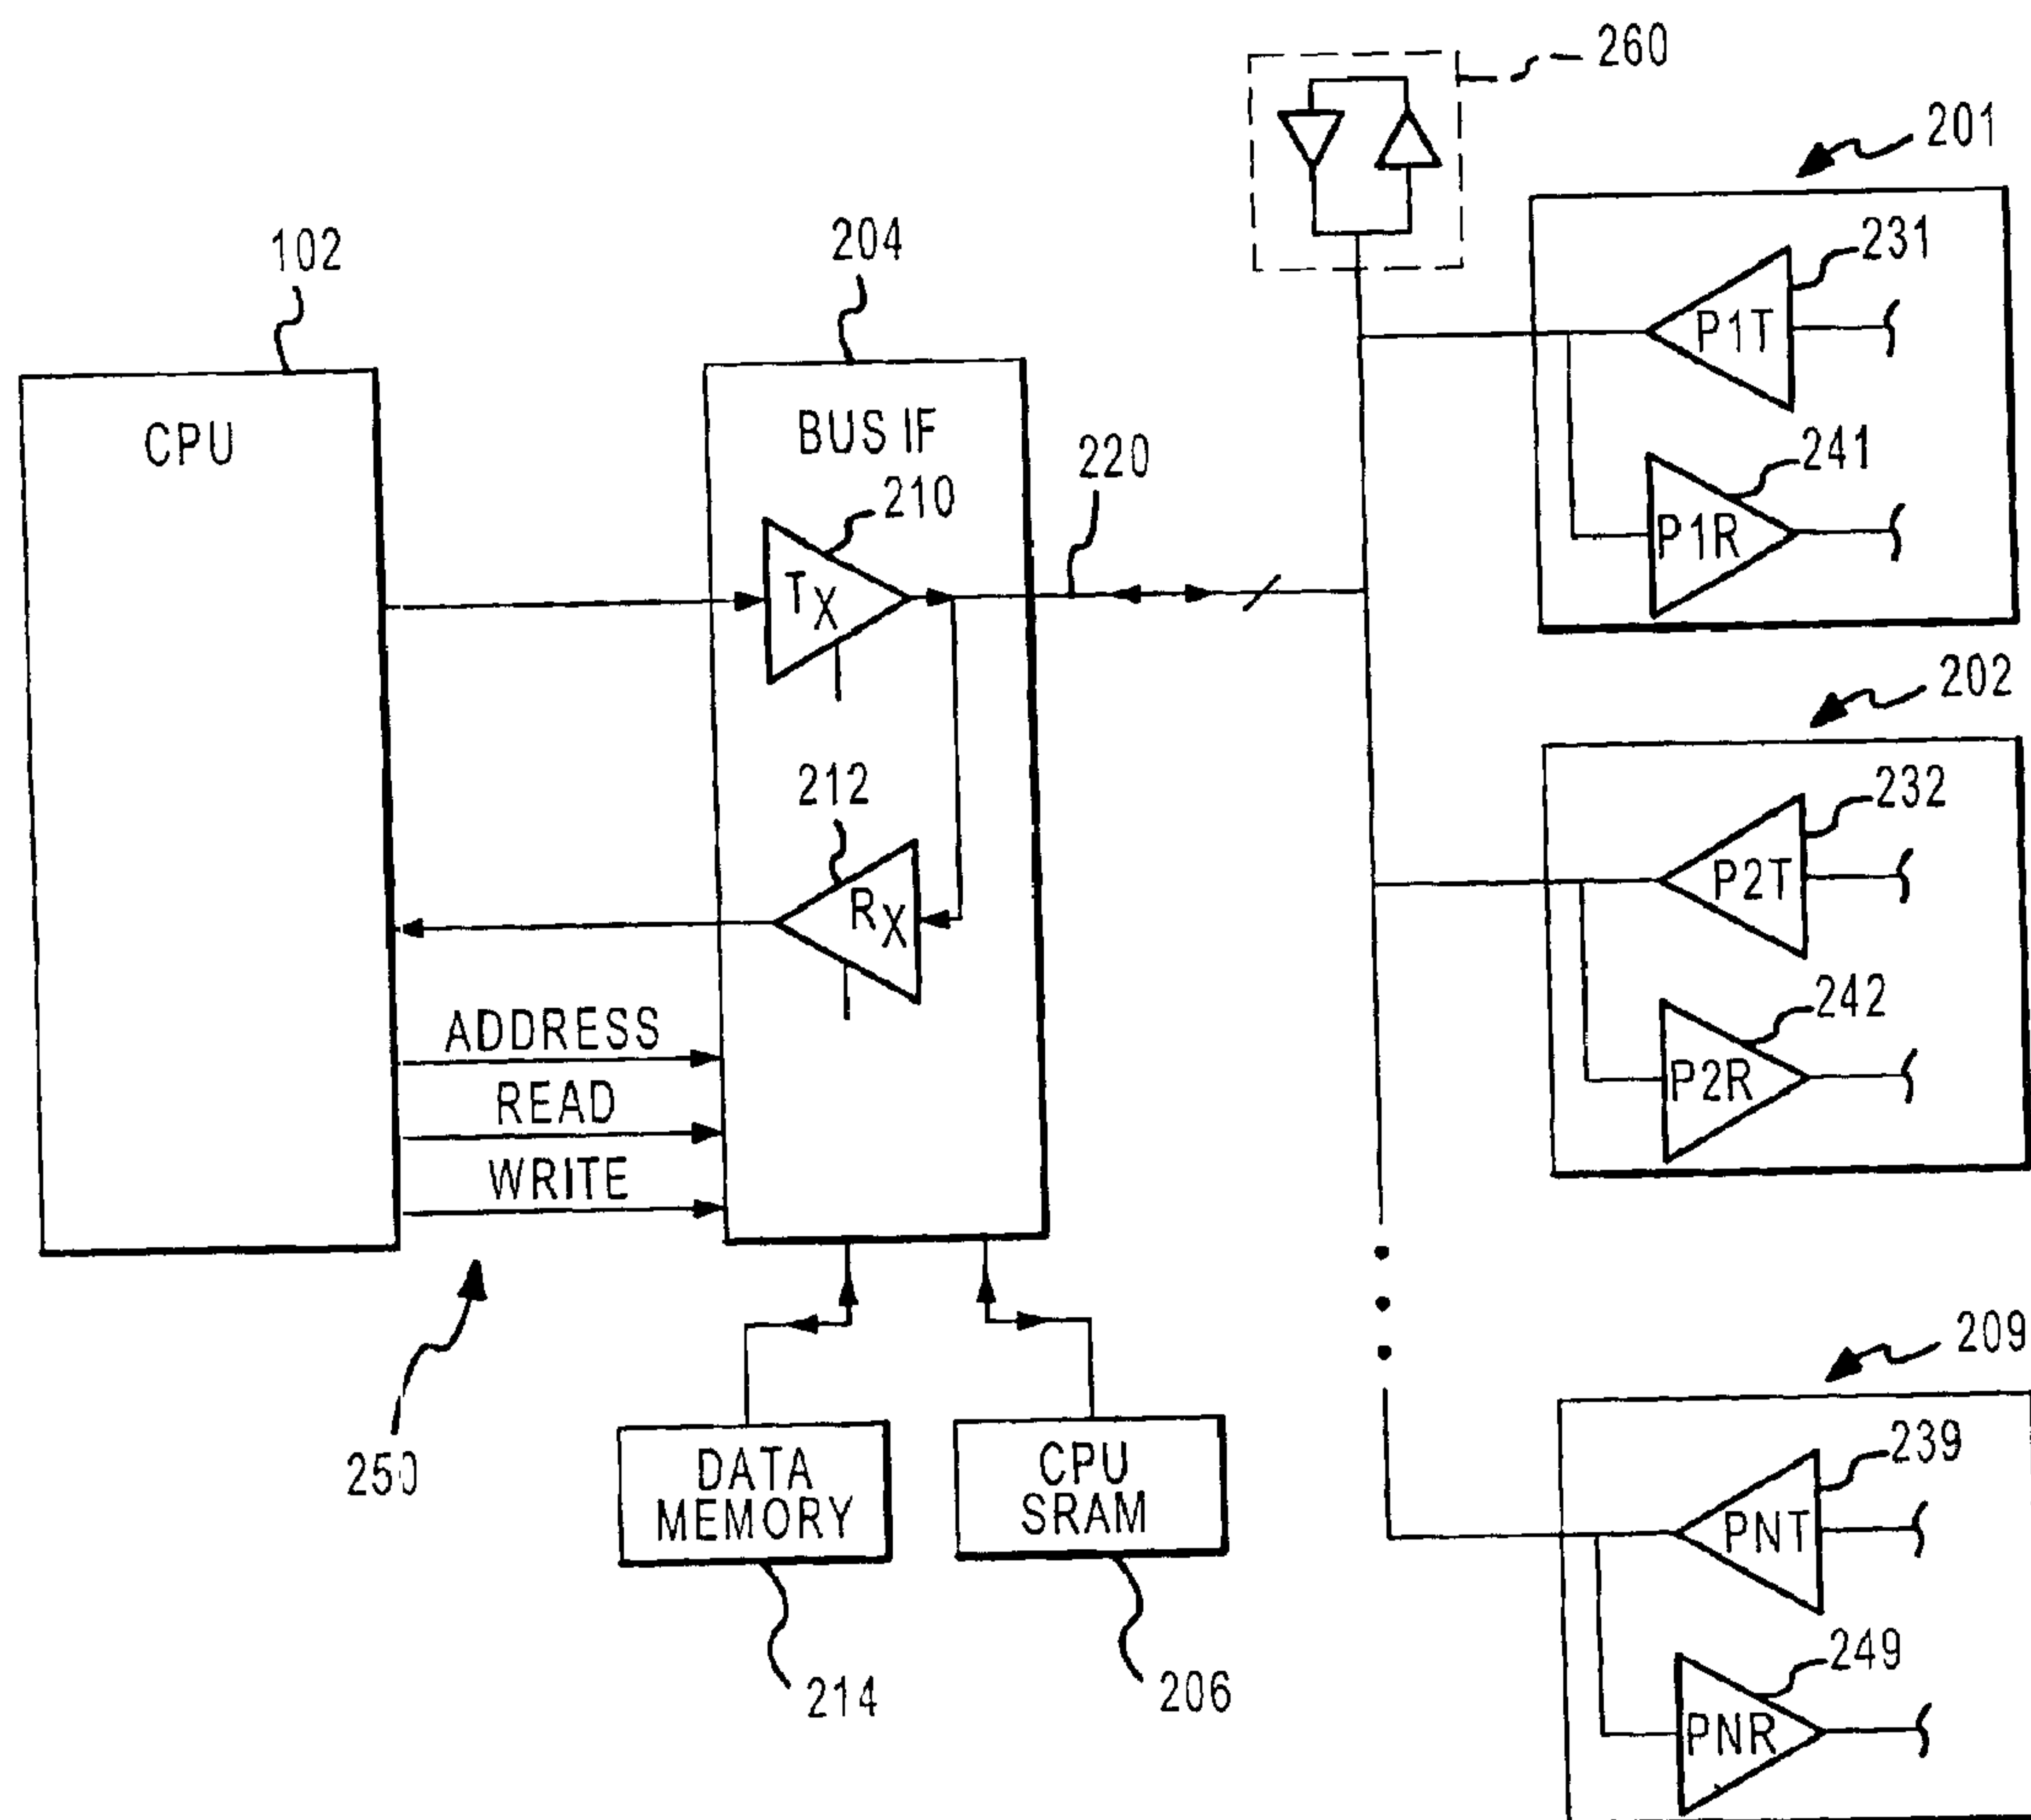 260
201
102
204
231
P1T
CPU
BUS IF
220
241
210
P1R
TX
202
212
232
RX
P2T
242
ADDRESS
P2R
READ
WRITE
209
250
DATA
MEMORY
CPU
SRAM
239
PNT
214
206
249
PNR